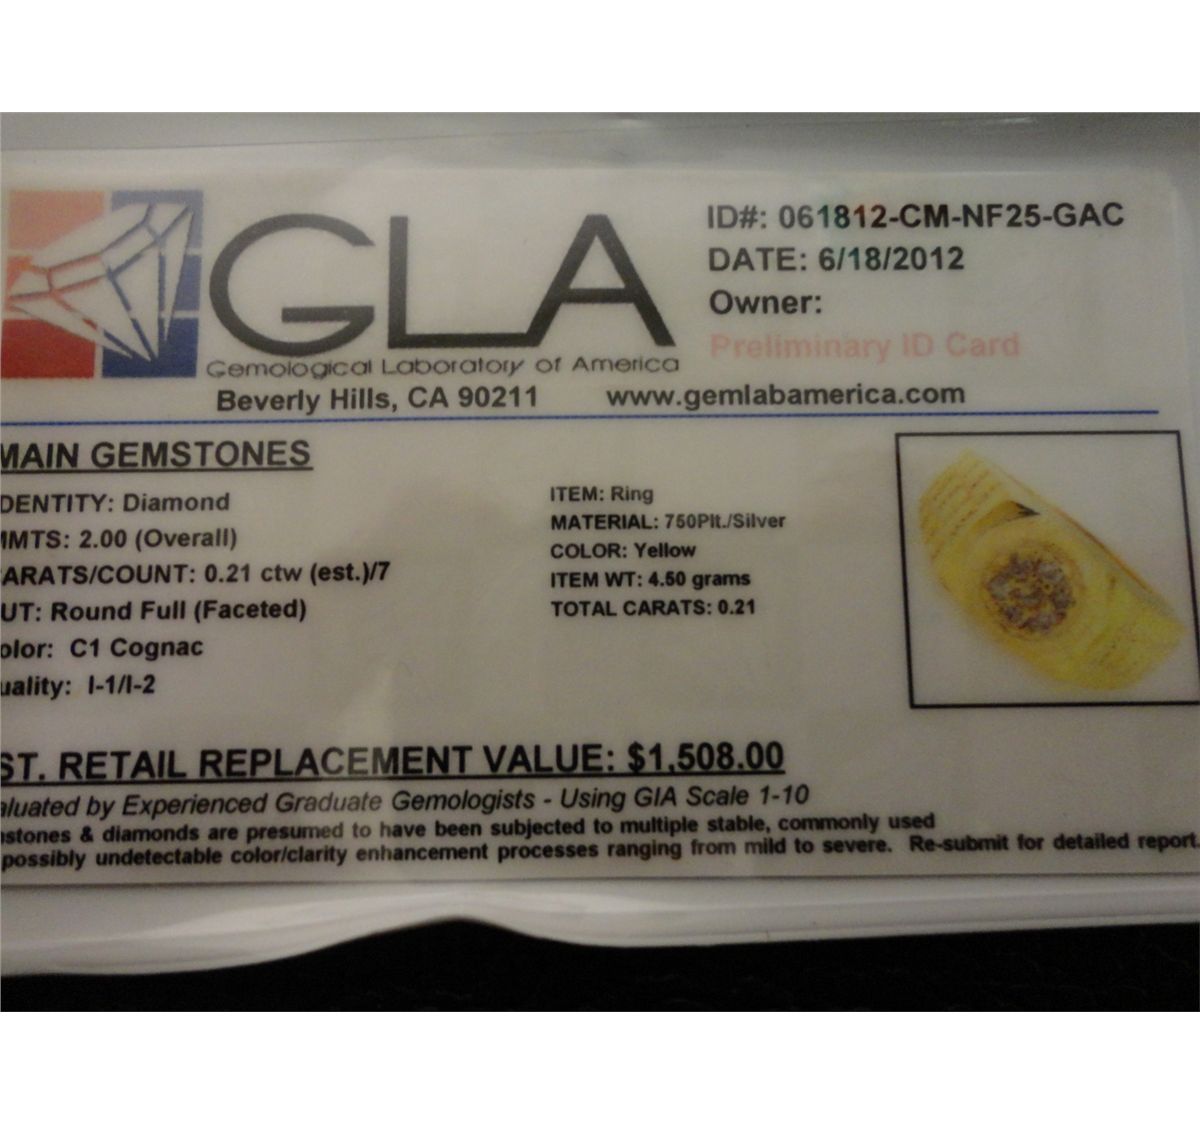 GLA
Gemological Laboratory of America
Beverly Hills, CA 90211 www.gemlabamerica.com
ID#: 061812-CM-NF25-GAC
DATE: 6/18/2012
Owner:
Preliminary ID Card
MAIN GEMSTONES
DENTITY: Diamond
MMTS: 2.00 (Overall)
ARATS/COUNT: 0.21 ctw (est.)/7
UT: Round Full (Faceted)
olor: C1 Cognac
uality: I-1/I-2
ITEM: Ring
MATERIAL: 750Plt./Silver
COLOR: Yellow
ITEM WT: 4.50 grams
TOTAL CARATS: 0.21
ST. RETAIL REPLACEMENT VALUE: $1,508.00
aluated by Experienced Graduate Gemologists - Using GIA Scale 1-10
stones & diamonds are presumed to have been subjected to multiple stable, commonly used
possibly undetectable color/clarity enhancement processes ranging from mild to severe. Re-submit for detailed report.